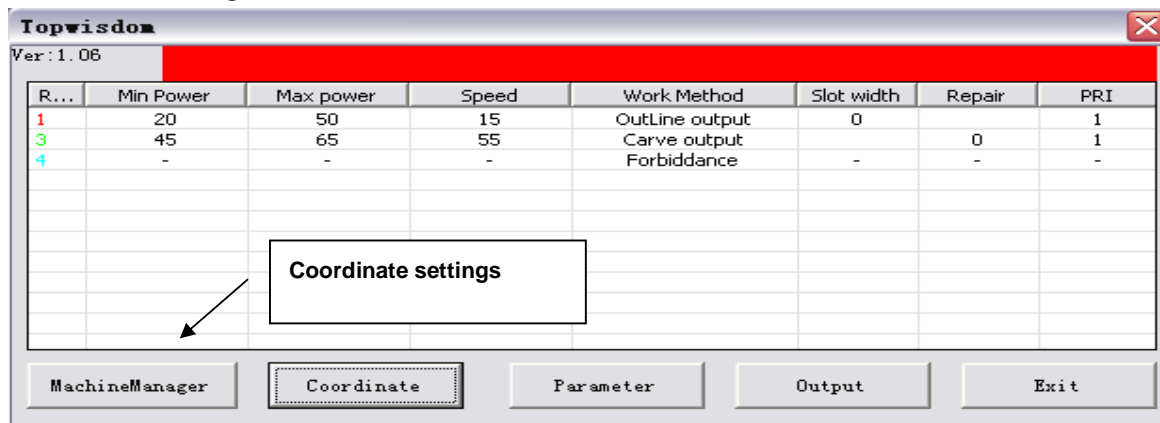 Topwisdom
Ver:1.06
R... Min Power Max power Speed Work Method Slot width Repair PRI
1 20 50 15 OutLine output 0 1
3 45 65 55 Carve output 0 1
4 - - - Forbiddance - - -
Coordinate settings
MachineManager Coordinate Parameter Output Exit